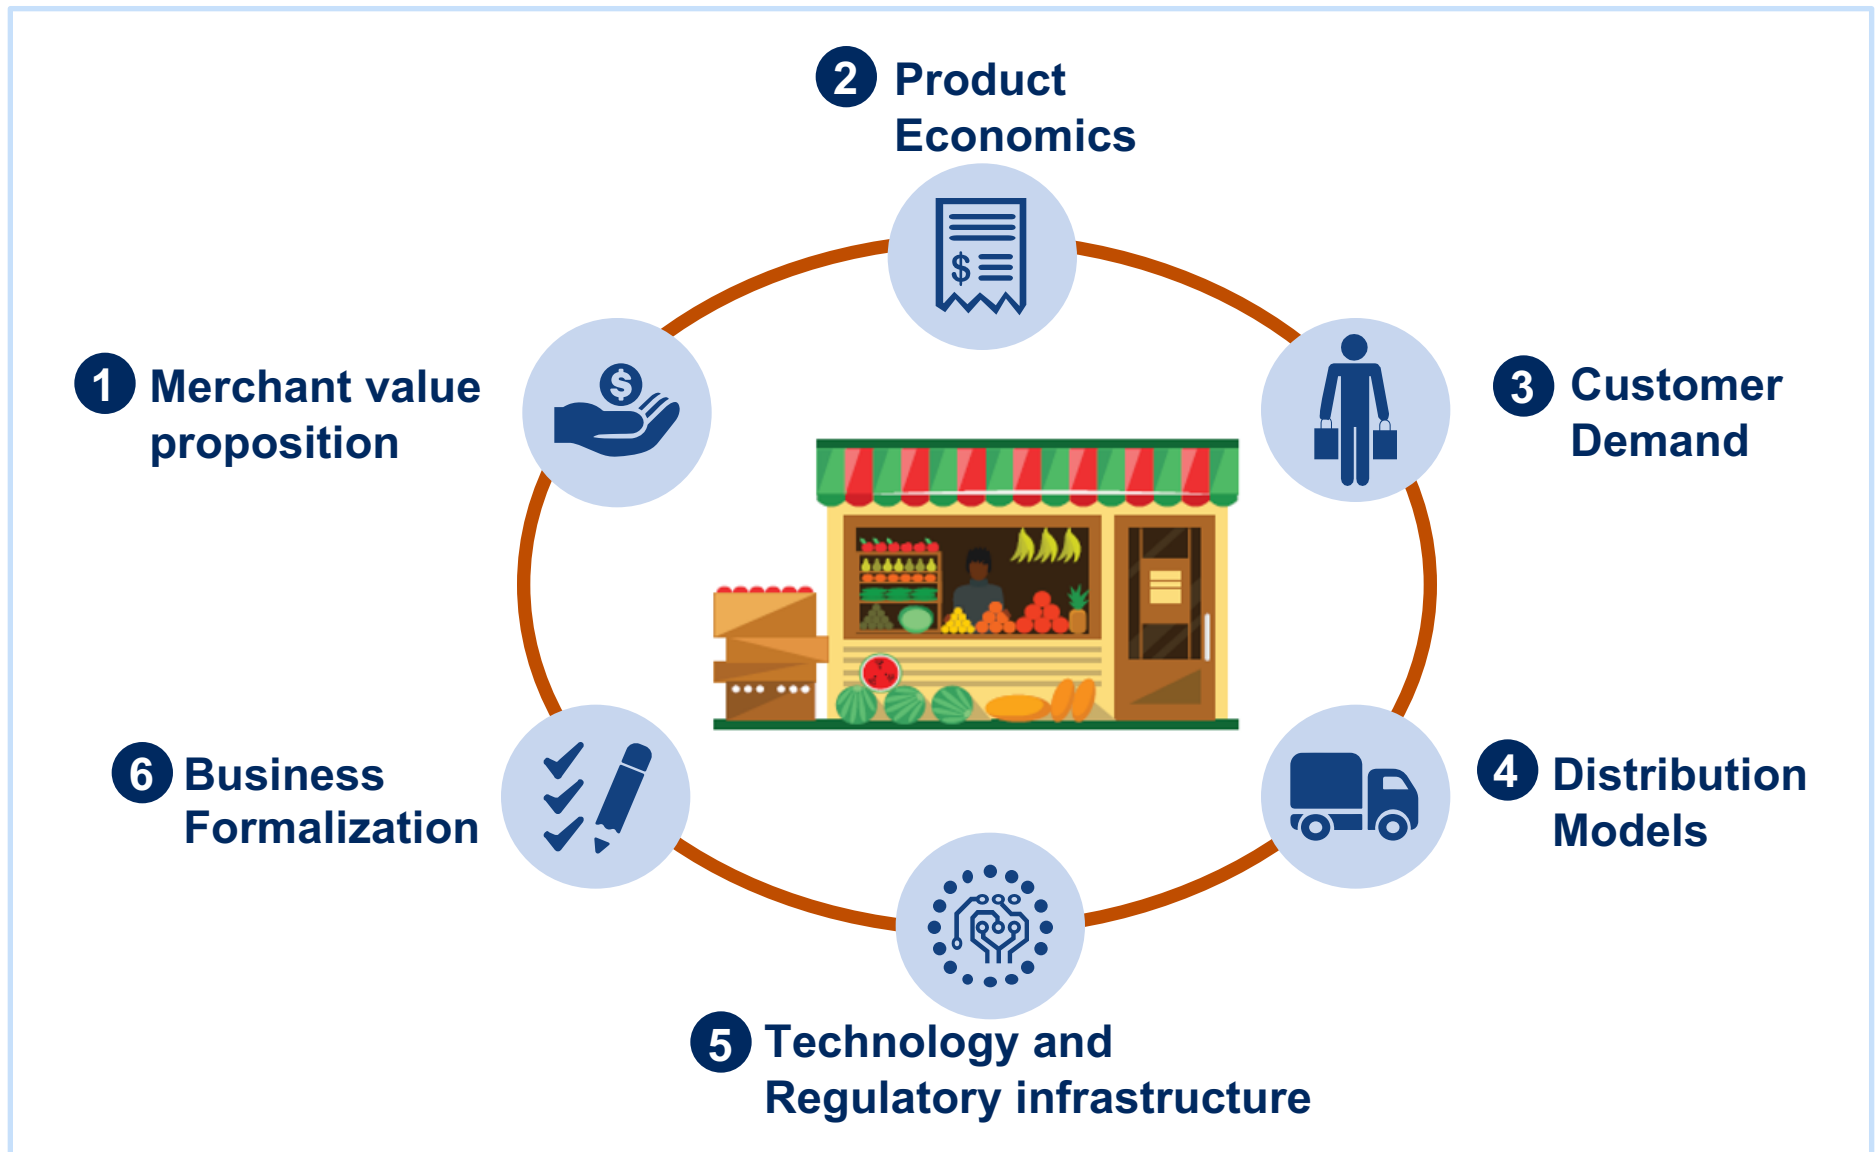 2 Product
Economics
1 Merchant value
proposition
3 Customer
Demand
$
$
6 Business
Formalization
4 Distribution
Models
5 Technology and
Regulatory infrastructure